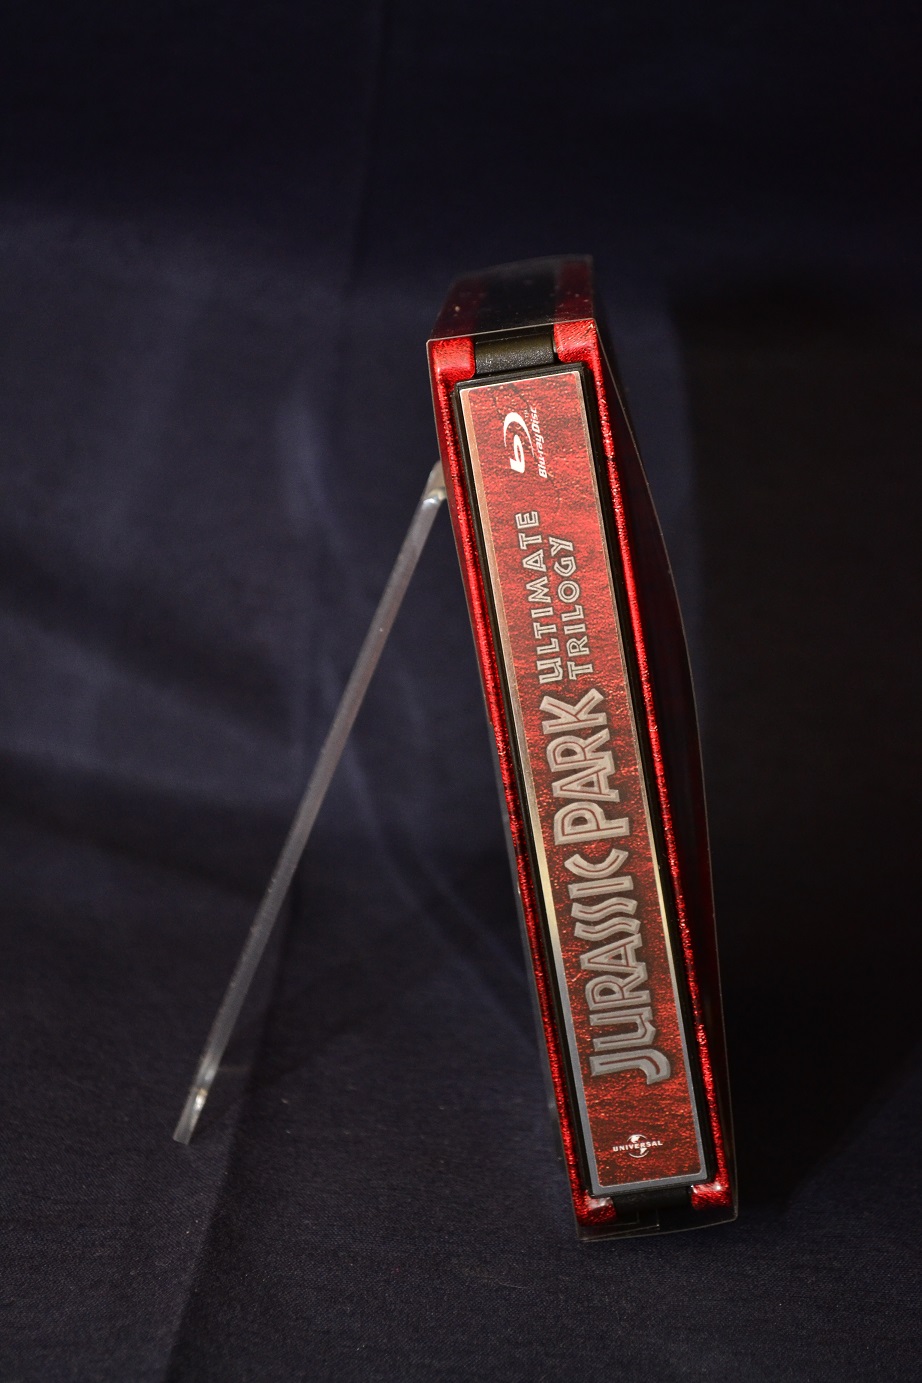 JURASSIC PARK
ULTIMATE
TRILOGY
Blu-ray Disc
UNIVERSAL